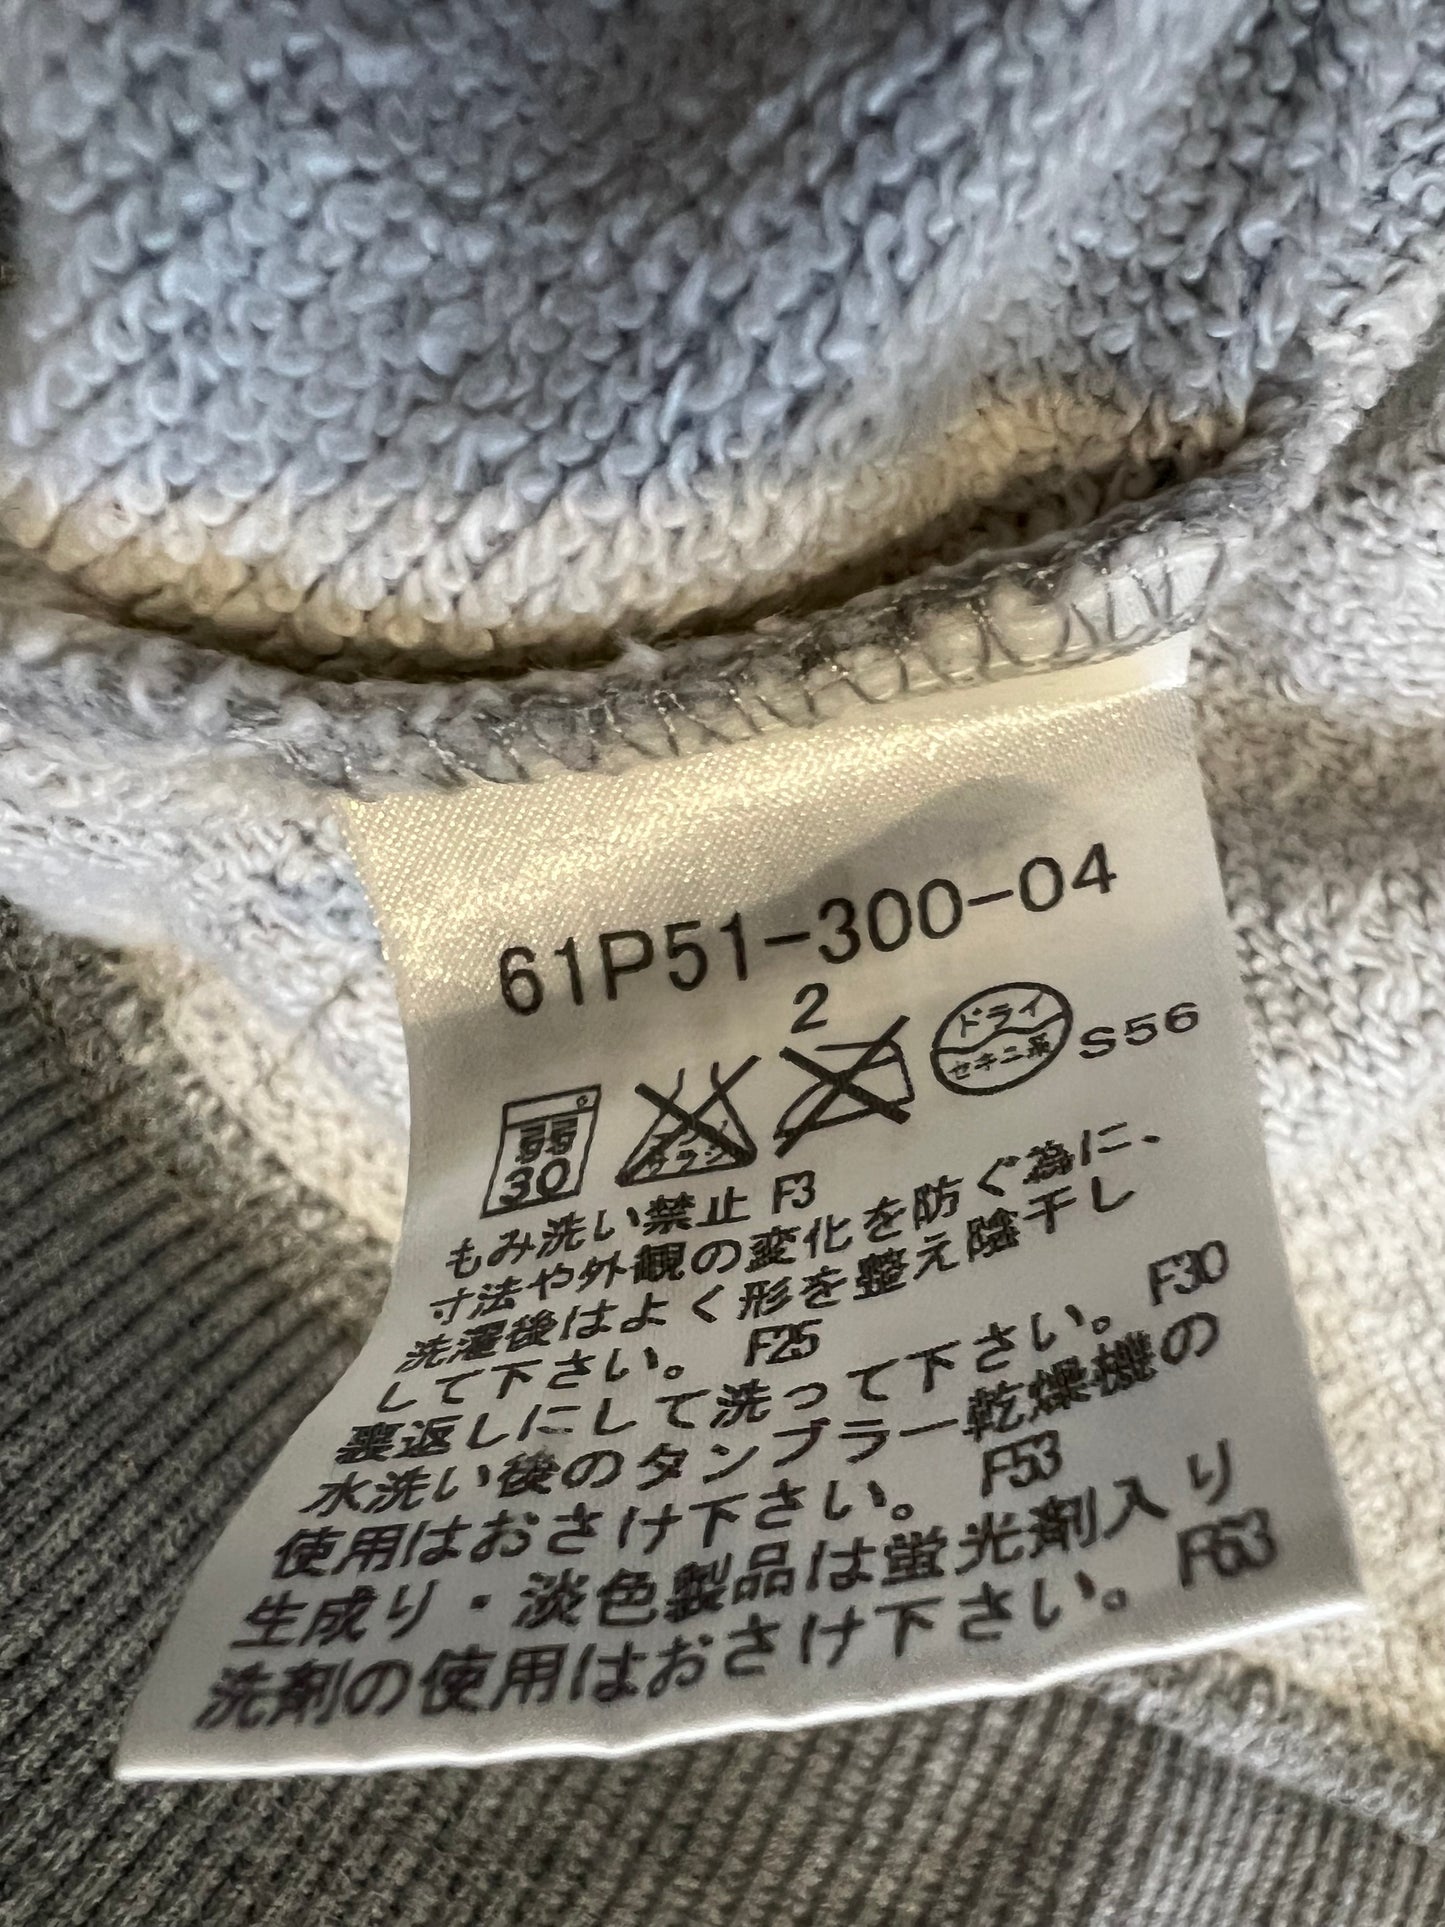 61P51-300-04
弱
30
エンソ
サラシ
2
ドライ
セキユ系
S56
もみ洗い禁止 F3
寸法や外観の変化を防ぐ為に、
洗濯後はよく形を整え陰干し
して下さい。 F25
裏返しにして洗って下さい。 F30
水洗い後のタンブラー乾燥機の
使用はおさけ下さい。 F53
生成り・淡色製品は蛍光剤入り
洗剤の使用はおさけ下さい。 F63